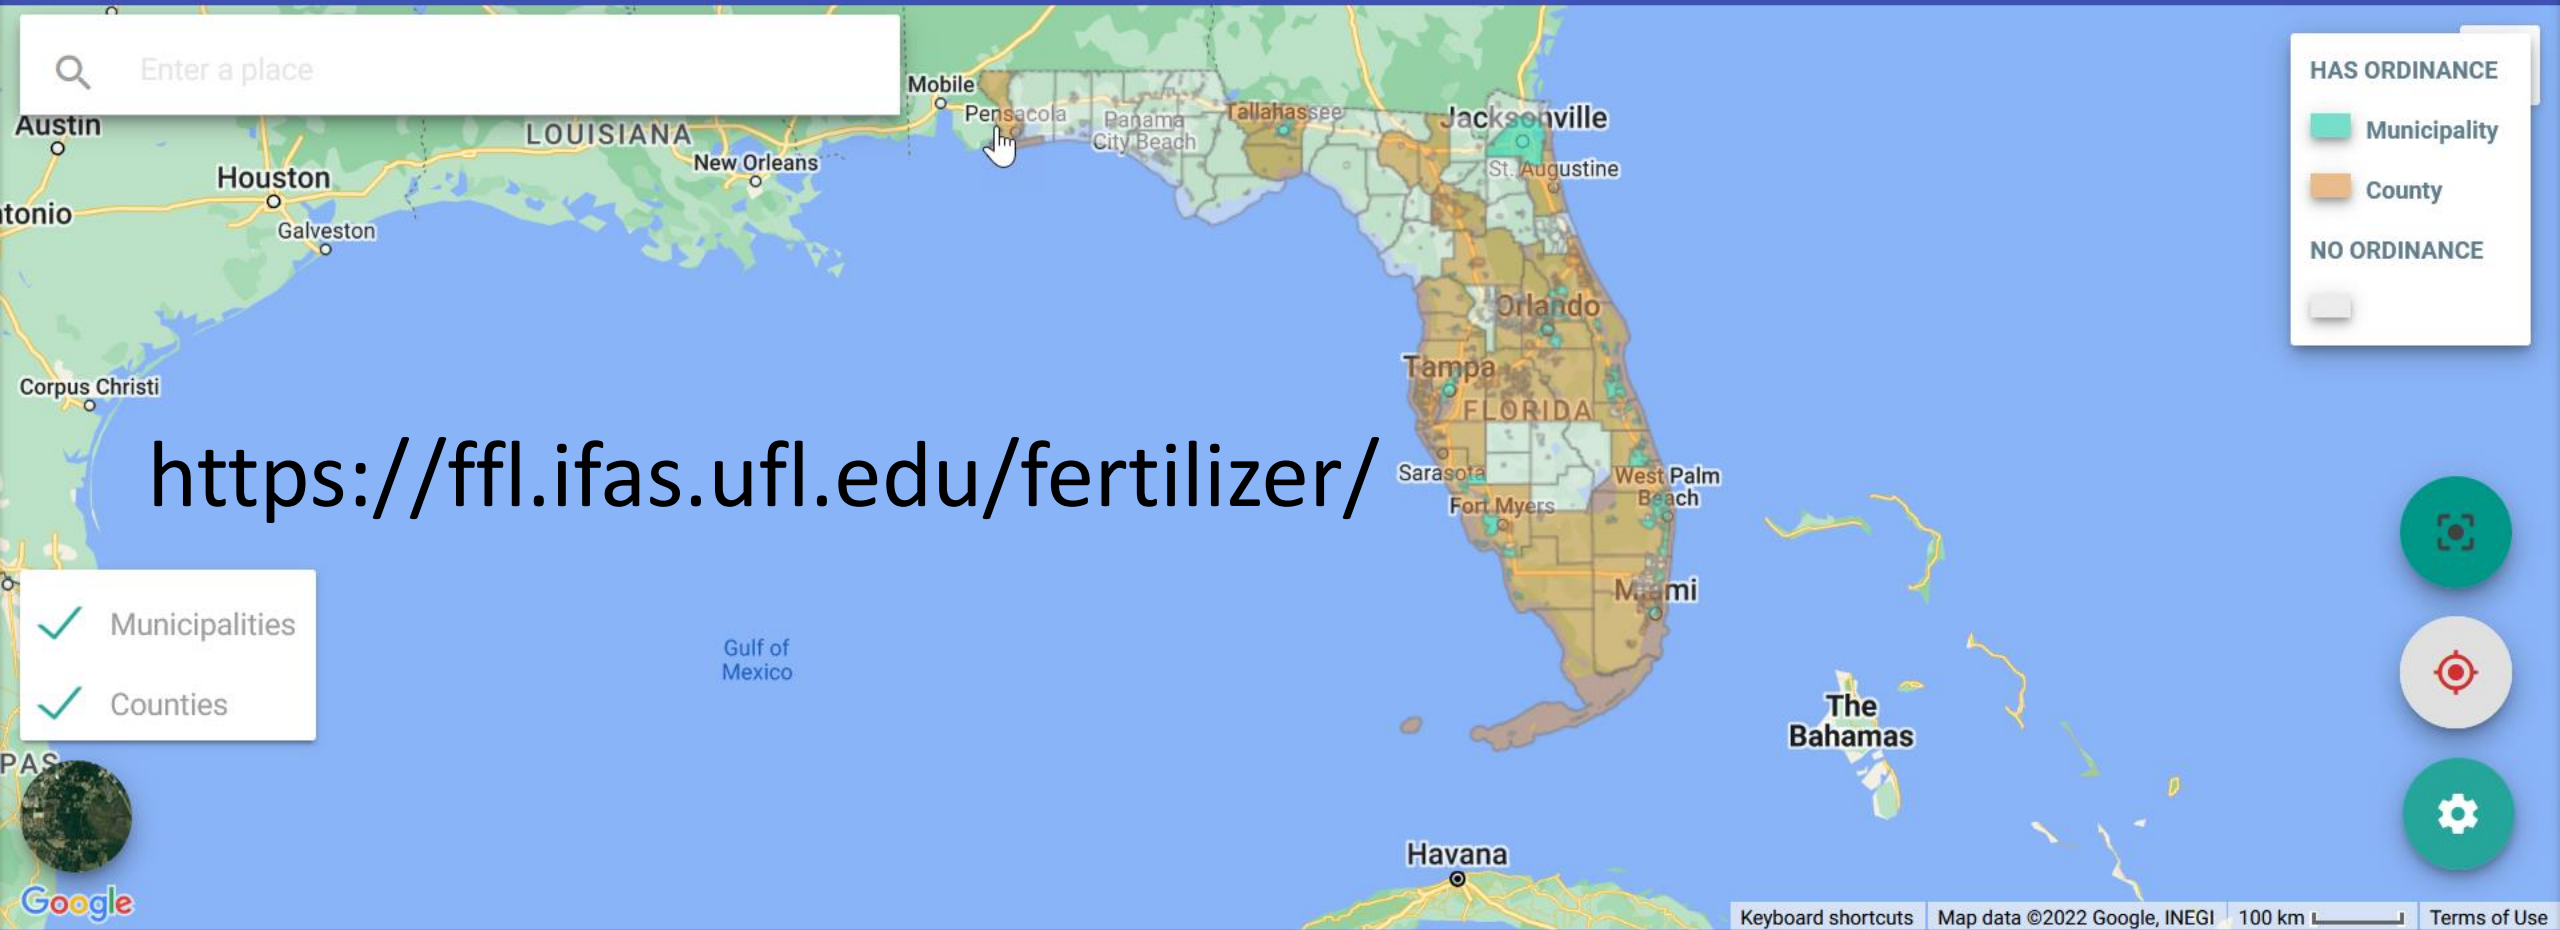 Enter a place
HAS ORDINANCE
Municipality
County
NO ORDINANCE
Mobile
Pensacola
Panama
City Beach
Tallahassee
Jacksonville
St. Augustine
Austin
LOUISIANA
New Orleans
Houston
tonio
Galveston
Orlando
Tampa
FLORIDA
Corpus Christi
https://ffl.ifas.ufl.edu/fertilizer/
Sarasota
West Palm
Beach
Fort Myers
Miami
Municipalities
Counties
Gulf of
Mexico
The
Bahamas
PAS
Havana
Google
Keyboard shortcuts
Map data ©2022 Google, INEGI
100 km
Terms of Use